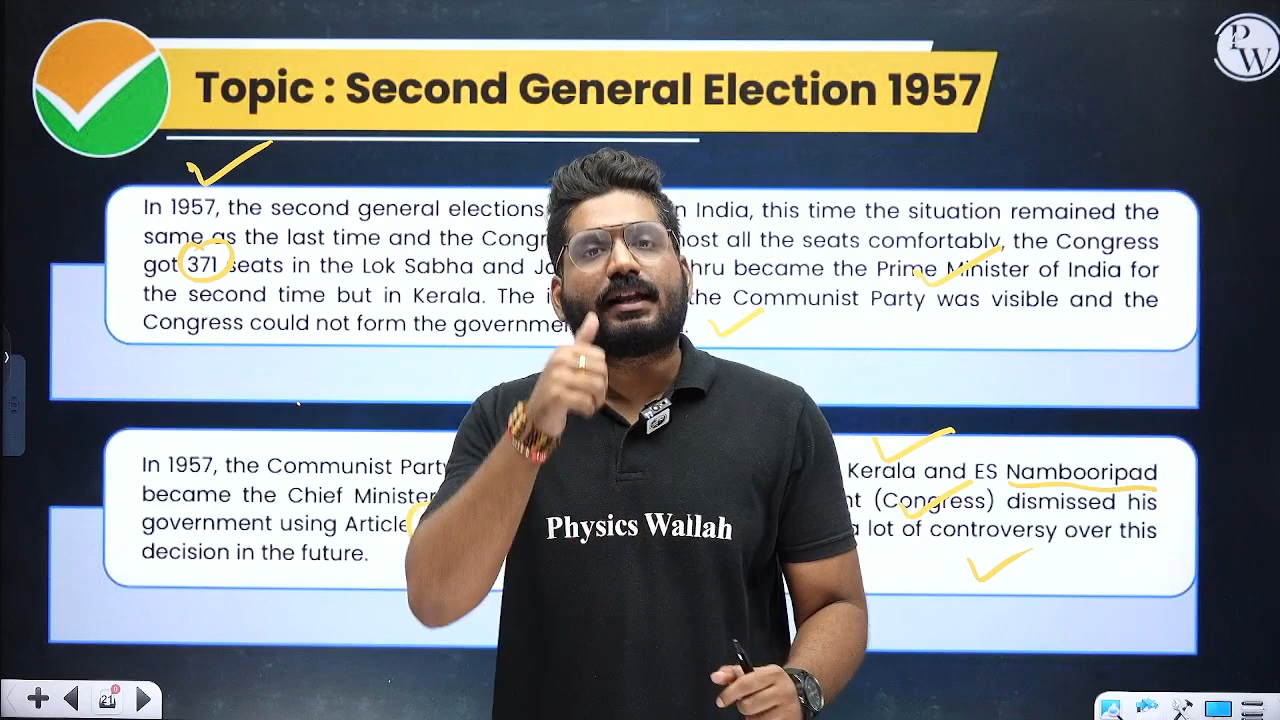 PW
Topic : Second General Election 1957
In 1957, the second general elections n India, this time the situation remained the
same as the last time and the Congr most all the seats comfortably, the Congress
got 371 seats in the Lok Sabha and Ja hru became the Prime Minister of India for
the second time but in Kerala. The i the Communist Party was visible and the
Congress could not form the governmen .
In 1957, the Communist Party Kerala and ES Nambooripad
became the Chief Minister nt (Congress) dismissed his
government using Article a lot of controversy over this
decision in the future.
Physics Wallah
21